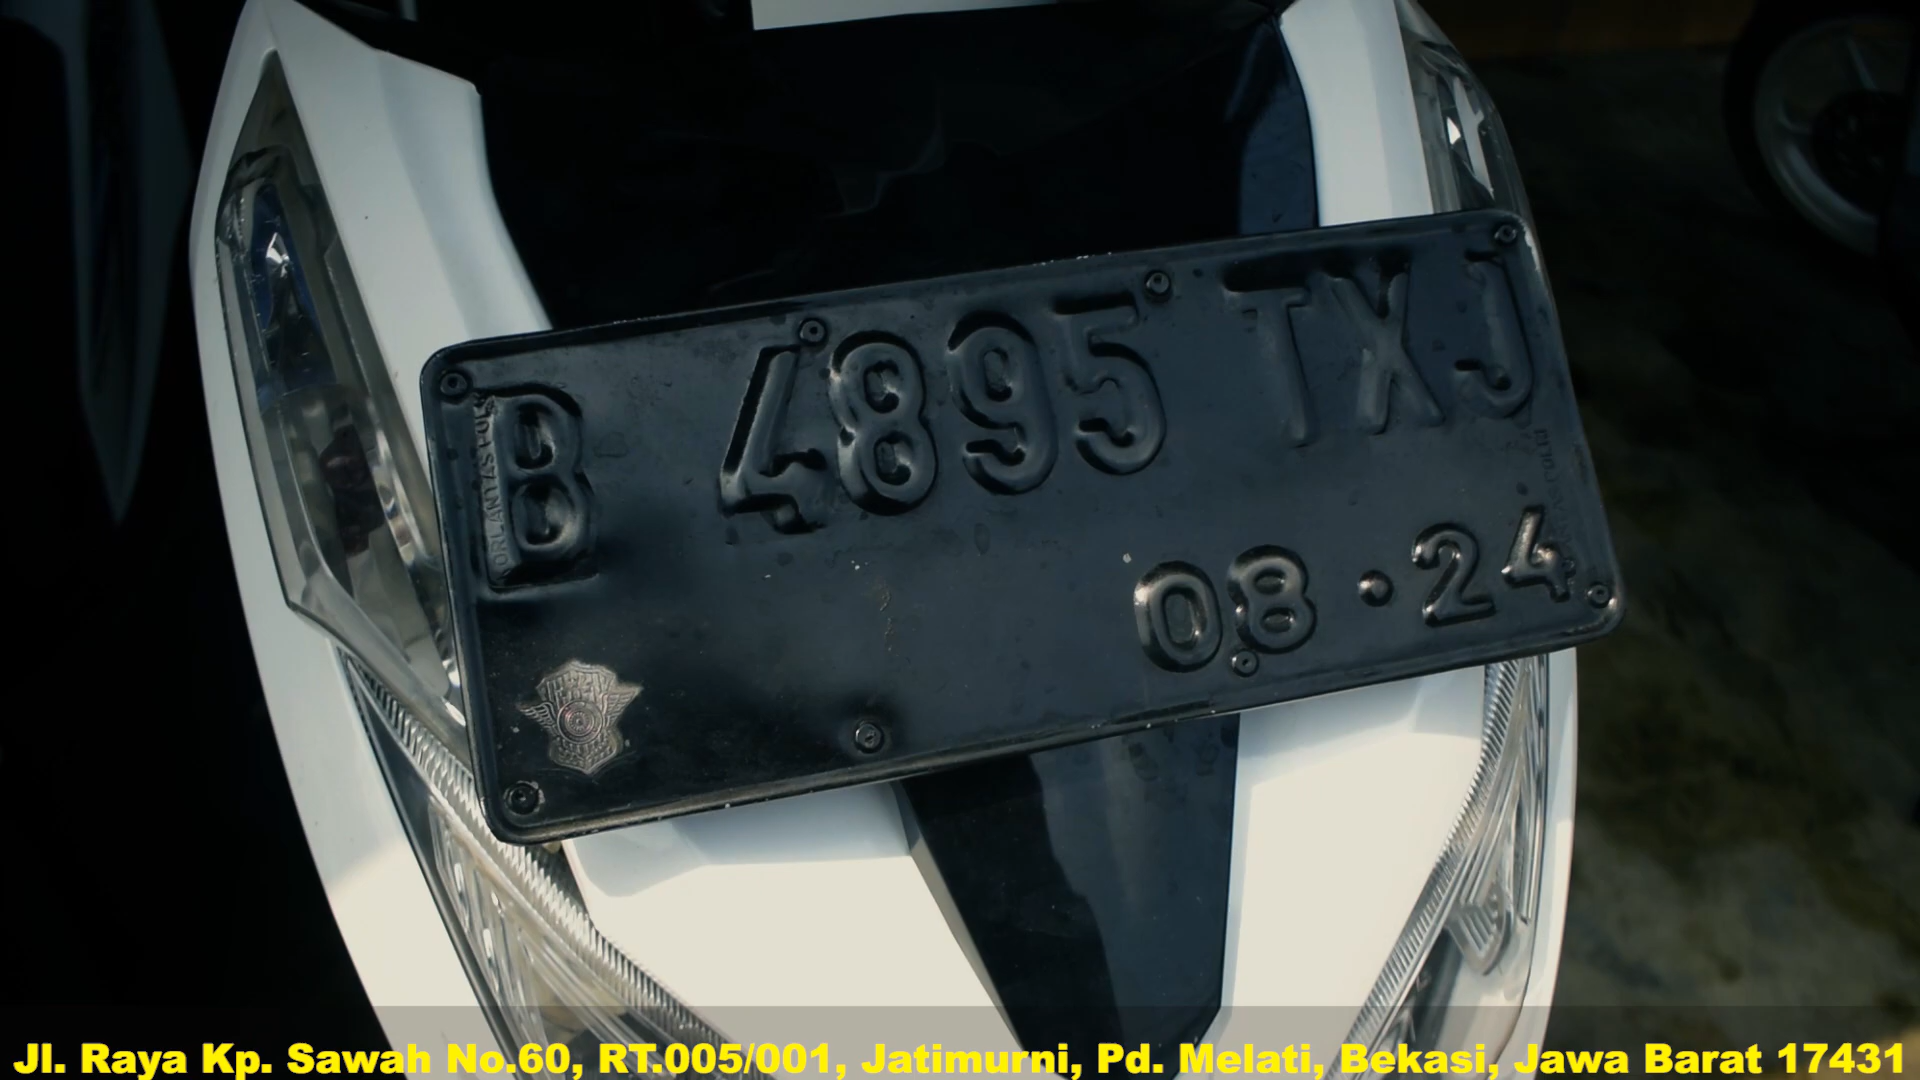 B 4895 TXJ
08 · 24
Jl. Raya Kp. Sawah No.60, RT.005/001, Jatimurni, Pd. Melati, Bekasi, Jawa Barat 17431